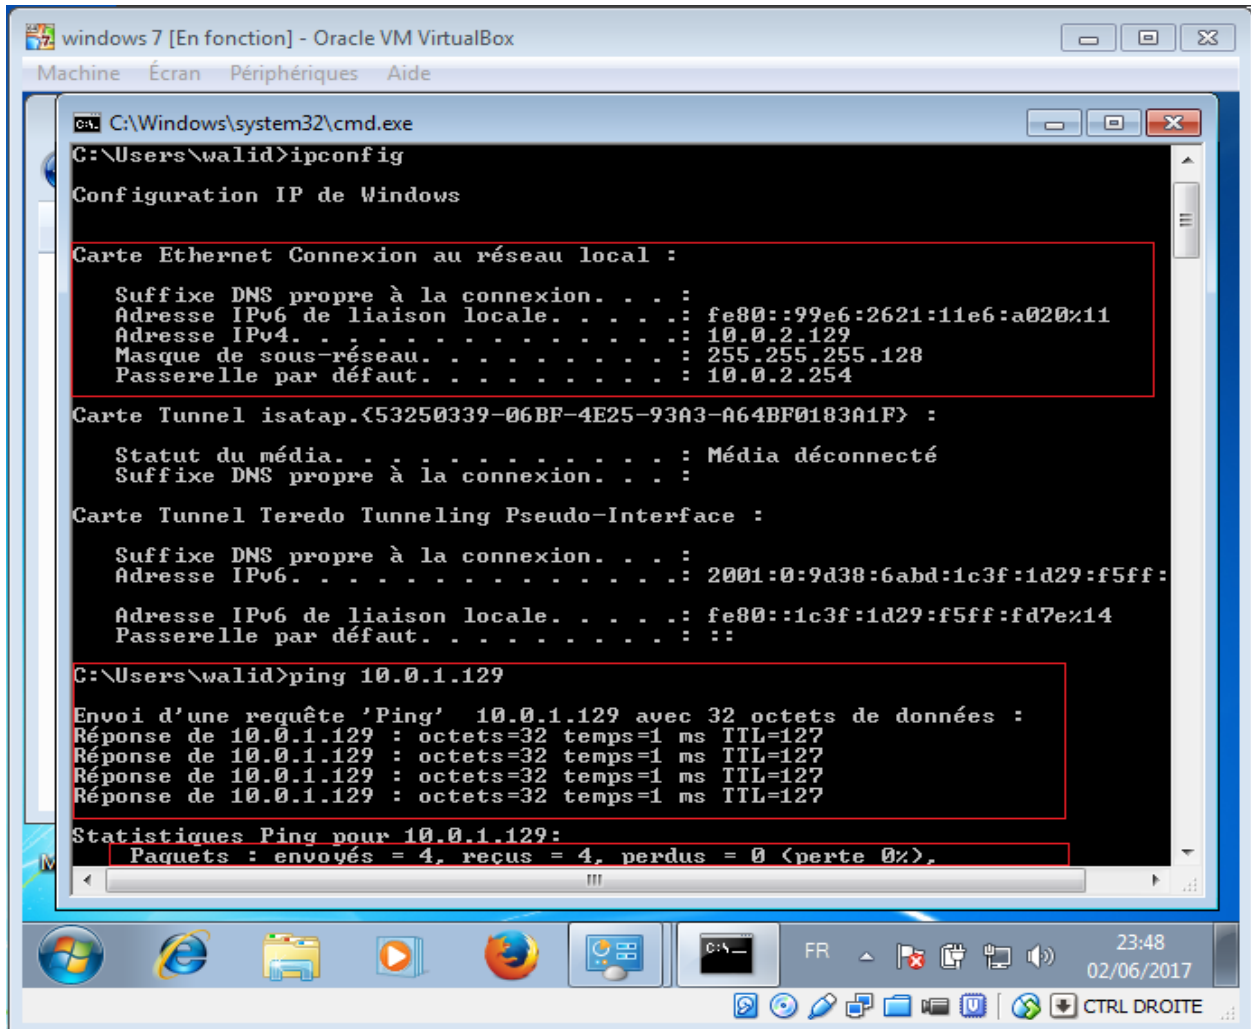 windows 7 [En fonction] - Oracle VM VirtualBox
Machine Écran Périphériques Aide
C:\Windows\system32\cmd.exe
C:\Users\walid>ipconfig
Configuration IP de Windows
Carte Ethernet Connexion au réseau local :
Suffixe DNS propre à la connexion. . . :
Adresse IPv6 de liaison locale. . . . .: fe80::99e6:2621:11e6:a020%11
Adresse IPv4. . . . . . . . . . . . . .: 10.0.2.129
Masque de sous-réseau. . . . . . . . . : 255.255.255.128
Passerelle par défaut. . . . . . . . . : 10.0.2.254
Carte Tunnel isatap.{53250339-06BF-4E25-93A3-A64BF0183A1F} :
Statut du média. . . . . . . . . . . . : Média déconnecté
Suffixe DNS propre à la connexion. . . :
Carte Tunnel Teredo Tunneling Pseudo-Interface :
Suffixe DNS propre à la connexion. . . :
Adresse IPv6. . . . . . . . . . . . . .: 2001:0:9d38:6abd:1c3f:1d29:f5ff:
Adresse IPv6 de liaison locale. . . . .: fe80::1c3f:1d29:f5ff:fd7e%14
Passerelle par défaut. . . . . . . . . : ::
C:\Users\walid>ping 10.0.1.129
Envoi d'une requête 'Ping'  10.0.1.129 avec 32 octets de données :
Réponse de 10.0.1.129 : octets=32 temps=1 ms TTL=127
Réponse de 10.0.1.129 : octets=32 temps=1 ms TTL=127
Réponse de 10.0.1.129 : octets=32 temps=1 ms TTL=127
Réponse de 10.0.1.129 : octets=32 temps=1 ms TTL=127
Statistiques Ping pour 10.0.1.129:
Paquets : envoyés = 4, reçus = 4, perdus = 0 (perte 0%),
M
C:\
FR
23:48
02/06/2017
CTRL DROITE